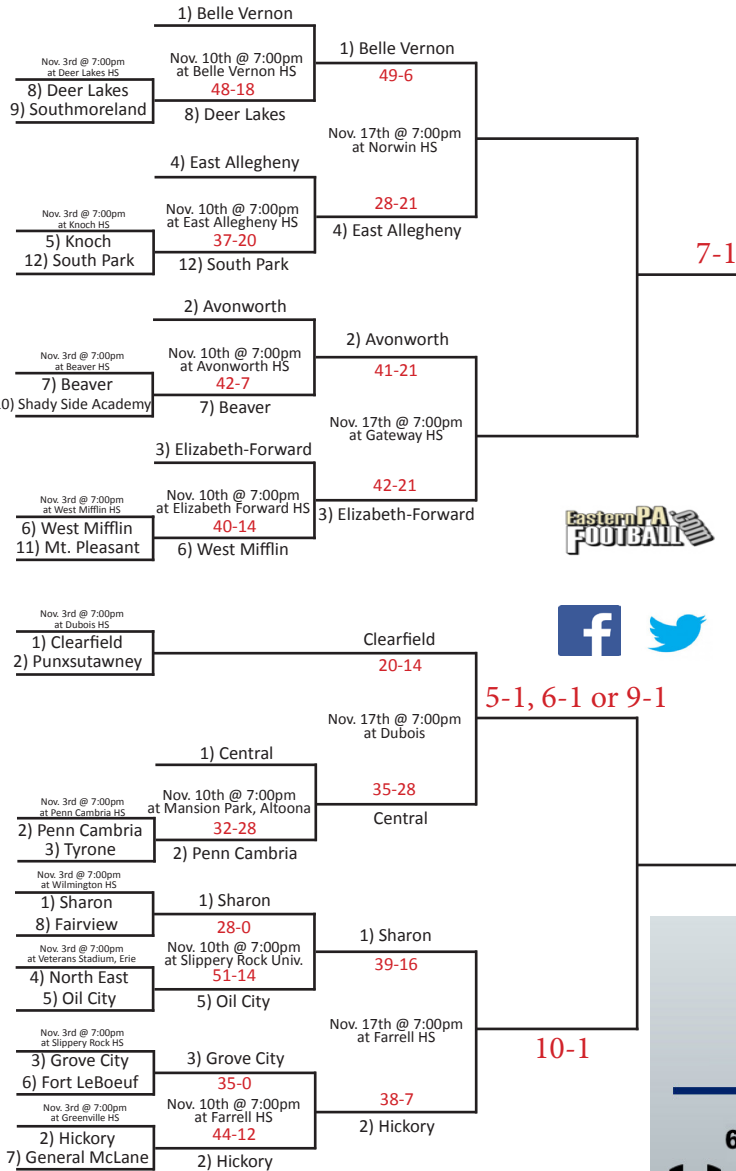 1) Belle Vernon
Nov. 3rd @ 7:00pm
at Deer Lakes HS
8) Deer Lakes
9) Southmoreland
Nov. 10th @ 7:00pm
at Belle Vernon HS
48-18
8) Deer Lakes
1) Belle Vernon
49-6
Nov. 17th @ 7:00pm
at Norwin HS
4) East Allegheny
Nov. 3rd @ 7:00pm
at Knoch HS
5) Knoch
12) South Park
Nov. 10th @ 7:00pm
at East Allegheny HS
37-20
12) South Park
28-21
4) East Allegheny
7-1
2) Avonworth
Nov. 3rd @ 7:00pm
at Beaver HS
7) Beaver
0) Shady Side Academy
Nov. 10th @ 7:00pm
at Avonworth HS
42-7
7) Beaver
2) Avonworth
41-21
Nov. 17th @ 7:00pm
at Gateway HS
3) Elizabeth-Forward
Nov. 3rd @ 7:00pm
at West Mifflin HS
6) West Mifflin
11) Mt. Pleasant
Nov. 10th @ 7:00pm
at Elizabeth Forward HS
40-14
6) West Mifflin
42-21
3) Elizabeth-Forward
EasternPA
FOOTBALL.com
Nov. 3rd @ 7:00pm
at Dubois HS
1) Clearfield
2) Punxsutawney
Clearfield
20-14
Nov. 17th @ 7:00pm
at Dubois
5-1, 6-1 or 9-1
1) Central
Nov. 3rd @ 7:00pm
at Penn Cambria HS
2) Penn Cambria
3) Tyrone
Nov. 10th @ 7:00pm
at Mansion Park, Altoona
32-28
2) Penn Cambria
35-28
Central
Nov. 3rd @ 7:00pm
at Wilmington HS
1) Sharon
8) Fairview
1) Sharon
28-0
Nov. 10th @ 7:00pm
at Slippery Rock Univ.
51-14
5) Oil City
Nov. 3rd @ 7:00pm
at Veterans Stadium, Erie
4) North East
5) Oil City
1) Sharon
39-16
Nov. 17th @ 7:00pm
at Farrell HS
10-1
Nov. 3rd @ 7:00pm
at Slippery Rock HS
3) Grove City
6) Fort LeBoeuf
3) Grove City
35-0
Nov. 10th @ 7:00pm
at Farrell HS
44-12
2) Hickory
Nov. 3rd @ 7:00pm
at Greenville HS
2) Hickory
7) General McLane
38-7
2) Hickory
6